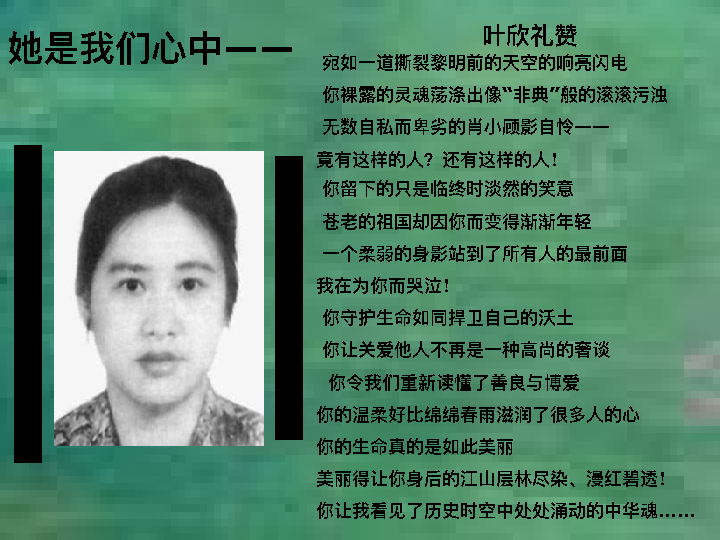 她是我们心中——
叶欣礼赞
宛如一道撕裂黎明前的天空的响亮闪电
你裸露的灵魂荡涤出像“非典”般的滚滚污浊
无数自私而卑劣的肖小顾影自怜——
竟有这样的人？还有这样的人！
你留下的只是临终时淡然的笑意
苍老的祖国却因你而变得渐渐年轻
一个柔弱的身影站到了所有人的最前面
我在为你而哭泣！
你守护生命如同捍卫自己的沃土
你让关爱他人不再是一种高尚的奢谈
你令我们重新读懂了善良与博爱
你的温柔好比绵绵春雨滋润了很多人的心
你的生命真的是如此美丽
美丽得让你身后的江山层林尽染、漫红碧透！
你让我看见了历史时空中处处涌动的中华魂……